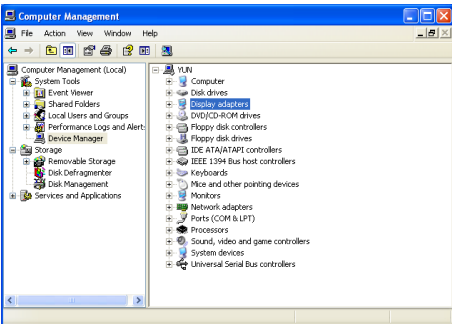 Computer Management
File Action View Window Help
Computer Management (Local)
System Tools
Event Viewer
Shared Folders
Local Users and Groups
Performance Logs and Alert
Device Manager
Storage
Removable Storage
Disk Defragmenter
Disk Management
Services and Applications
YUN
Computer
Disk drives
Display adapters
DVD/CD-ROM drives
Floppy disk controllers
Floppy disk drives
IDE ATA/ATAPI controllers
IEEE 1394 Bus host controllers
Keyboards
Mice and other pointing devices
Monitors
Network adapters
Ports (COM & LPT)
Processors
Sound, video and game controllers
System devices
Universal Serial Bus controllers